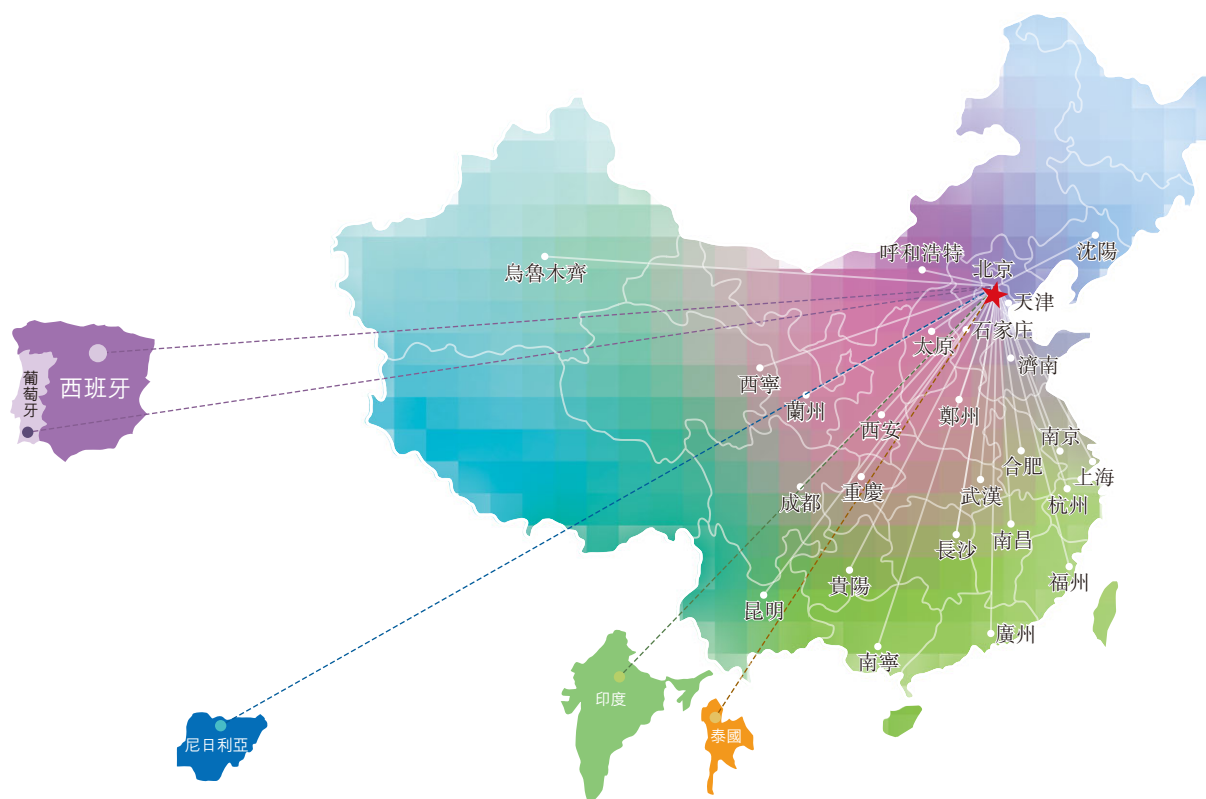 呼和浩特
沈陽
北京
烏魯木齊
天津
石家庄
太原
濟南
西寧
葡萄牙
西班牙
蘭州
鄭州
西安
南京
合肥
上海
重慶
武漢
成都
杭州
南昌
長沙
福州
貴陽
昆明
廣州
南寧
印度
泰國
尼日利亞